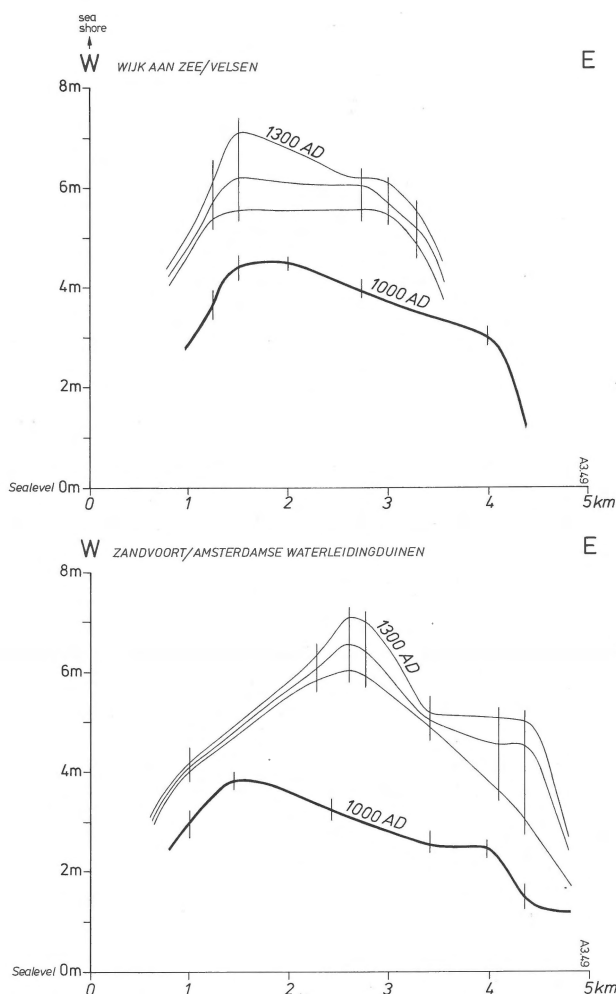 sea
shore
W WIJK AAN ZEE/VELSEN E
8m
1300 AD
6m
4m
1000 AD
2m
A3.49
Sealevel 0m
0 1 2 3 4 5km
W ZANDVOORT/AMSTERDAMSE WATERLEIDINGDUINEN E
8m
1300 AD
6m
4m
1000 AD
2m
A3.49
Sealevel 0m
0 1 2 3 4 5km